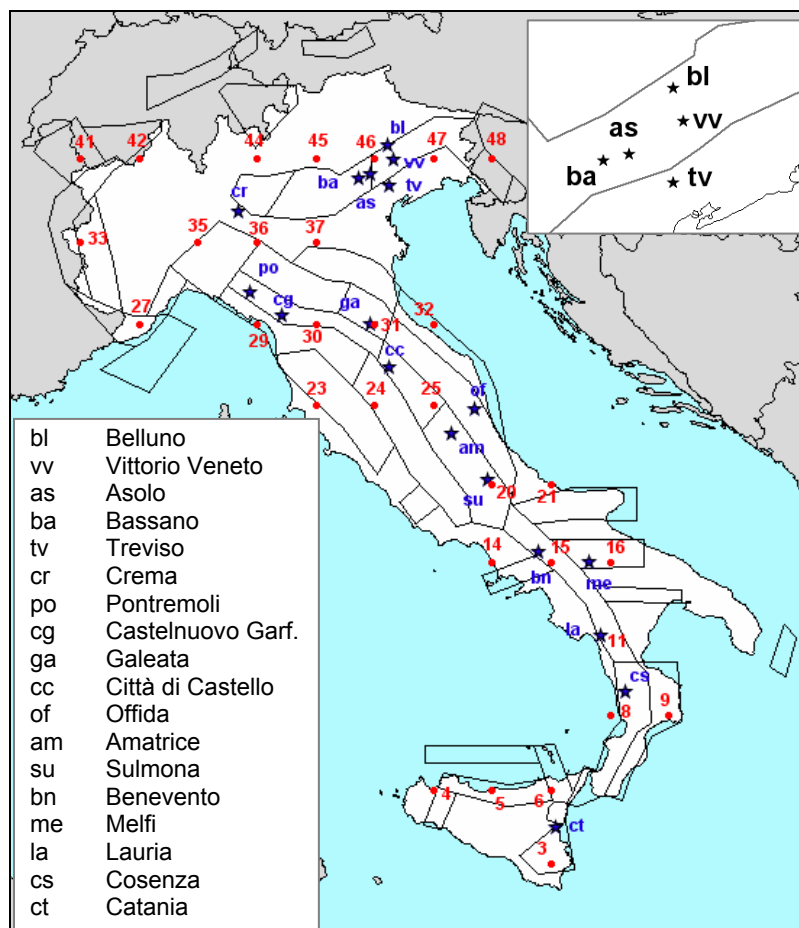 bl
vv
as
ba
tv
41
42
44
45
46
47
48
bl
vv
ba
as
tv
cr
33
35
36
37
po
cg
ga
27
29
30
31
32
cc
23
24
25
of
am
su
20
21
14
15
16
bn
me
la
11
cs
8
9
4
5
6
ct
3
bl Belluno
vv Vittorio Veneto
as Asolo
ba Bassano
tv Treviso
cr Crema
po Pontremoli
cg Castelnuovo Garf.
ga Galeata
cc Città di Castello
of Offida
am Amatrice
su Sulmona
bn Benevento
me Melfi
la Lauria
cs Cosenza
ct Catania